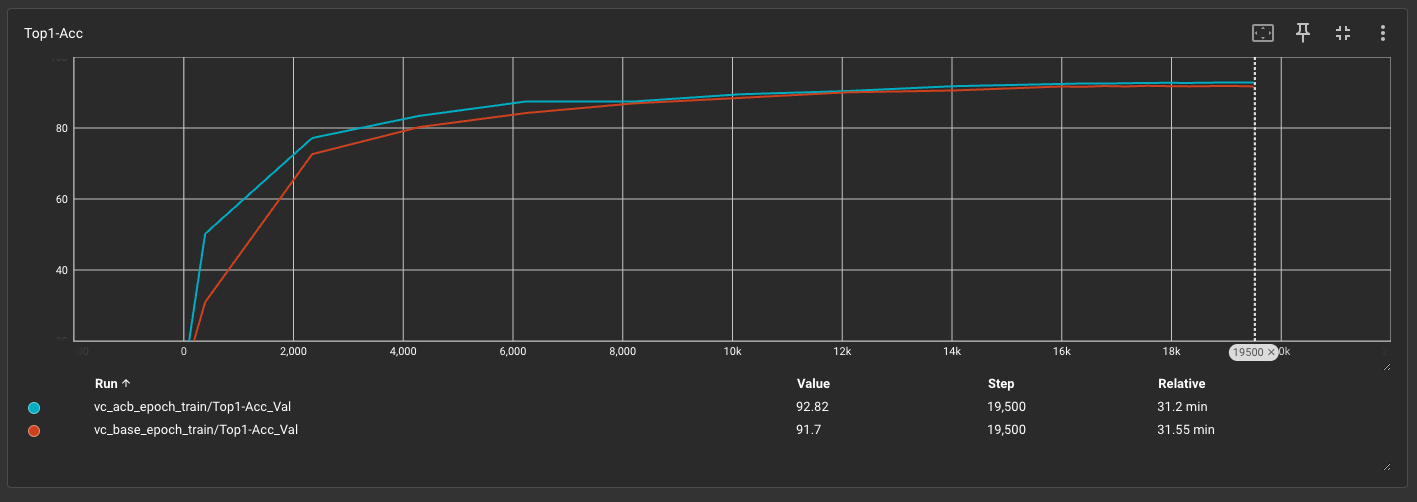 Top1-Acc
80
60
40
0 2,000 4,000 6,000 8,000 10k 12k 14k 16k 18k 19500 × 0k
Run ↑ Value Step Relative
vc_acb_epoch_train/Top1-Acc_Val 92.82 19,500 31.2 min
vc_base_epoch_train/Top1-Acc_Val 91.7 19,500 31.55 min